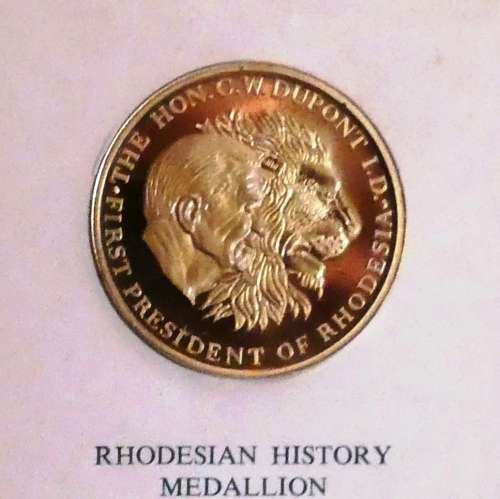 THE HON. C.W. DUPONT I.D.
· FIRST PRESIDENT OF RHODESIA ·
RHODESIAN HISTORY
MEDALLION